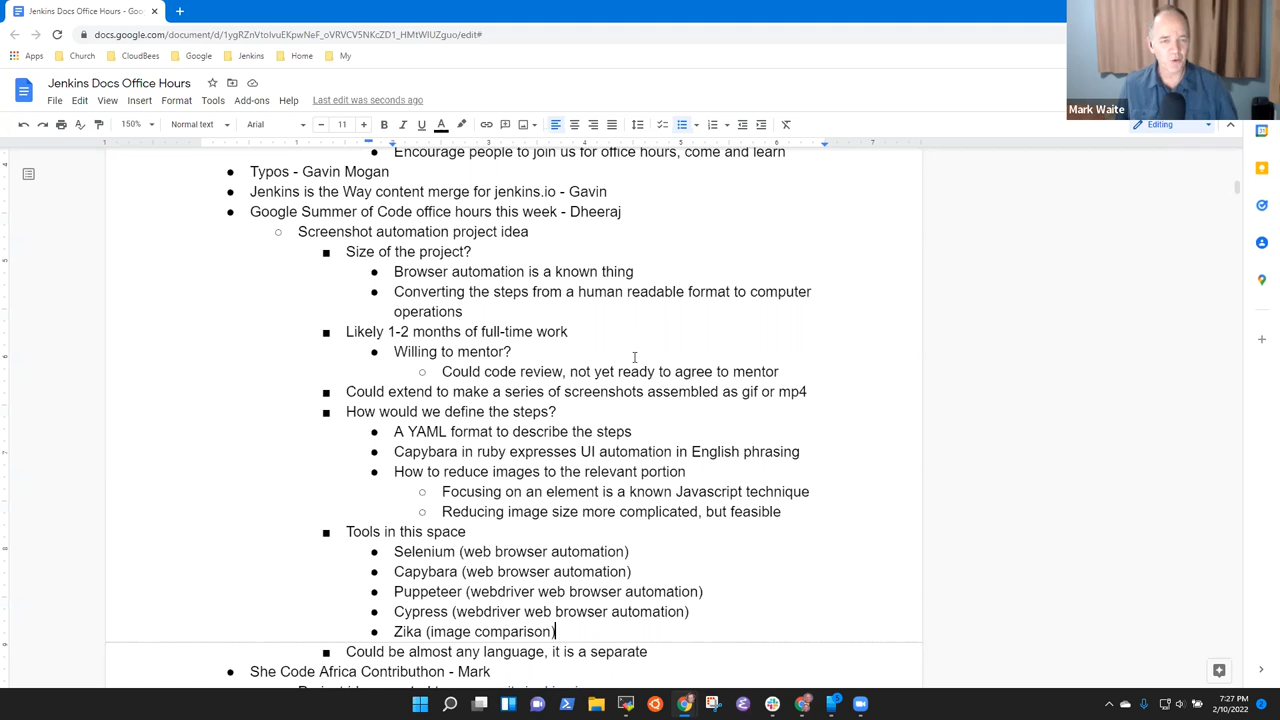 Jenkins Docs Office Hours - Goo
docs.google.com/document/d/1ygRZnVtoIvuEKpwNeF_oVRVCV5NKcZD1_HMtWIUZguo/edit#
Apps Church CloudBees Google Jenkins Home My
Jenkins Docs Office Hours
File Edit View Insert Format Tools Add-ons Help Last edit was seconds ago
Mark Waite
150% Normal text Arial 11 Editing
Encourage people to join us for office hours, come and learn
Typos - Gavin Mogan
Jenkins is the Way content merge for jenkins.io - Gavin
Google Summer of Code office hours this week - Dheeraj
Screenshot automation project idea
Size of the project?
Browser automation is a known thing
Converting the steps from a human readable format to computer
operations
Likely 1-2 months of full-time work
Willing to mentor?
Could code review, not yet ready to agree to mentor
Could extend to make a series of screenshots assembled as gif or mp4
How would we define the steps?
A YAML format to describe the steps
Capybara in ruby expresses UI automation in English phrasing
How to reduce images to the relevant portion
Focusing on an element is a known Javascript technique
Reducing image size more complicated, but feasible
Tools in this space
Selenium (web browser automation)
Capybara (web browser automation)
Puppeteer (webdriver web browser automation)
Cypress (webdriver web browser automation)
Zika (image comparison)
Could be almost any language, it is a separate
She Code Africa Contributhon - Mark
7:27 PM
2/10/2022